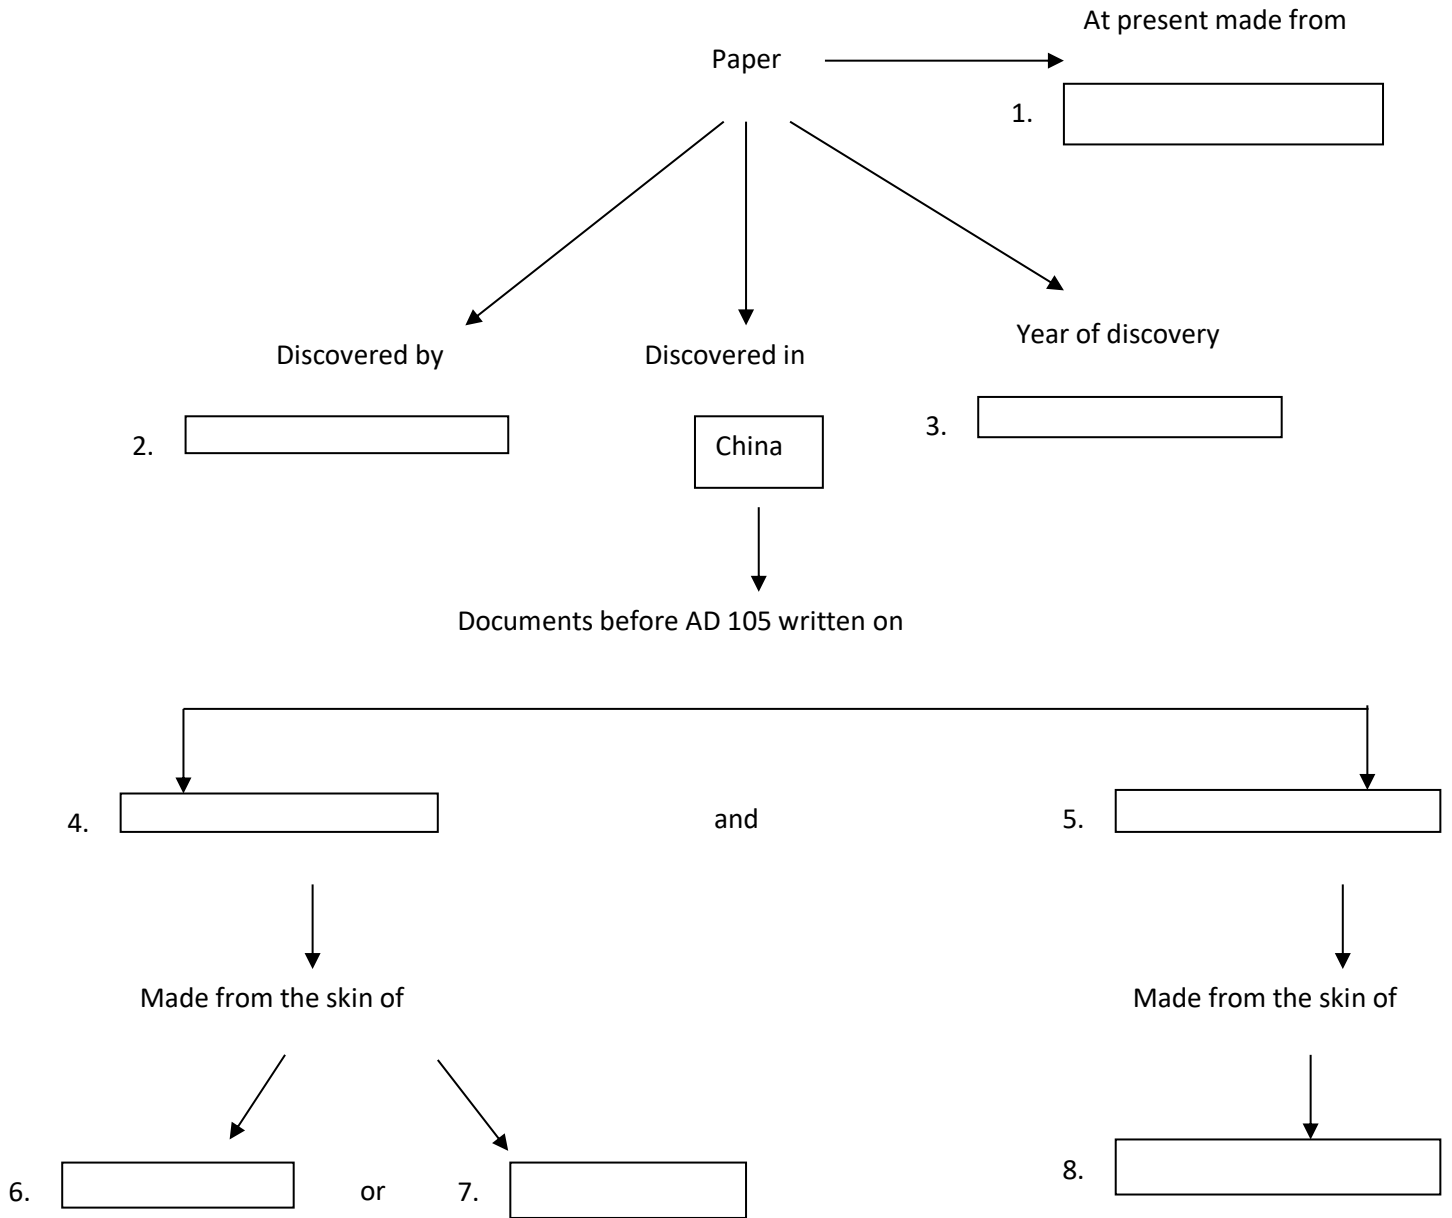 At present made from
Paper
1.
Discovered by
Discovered in
Year of discovery
2.
China
3.
Documents before AD 105 written on
4.
and
5.
Made from the skin of
Made from the skin of
6.
or
7.
8.